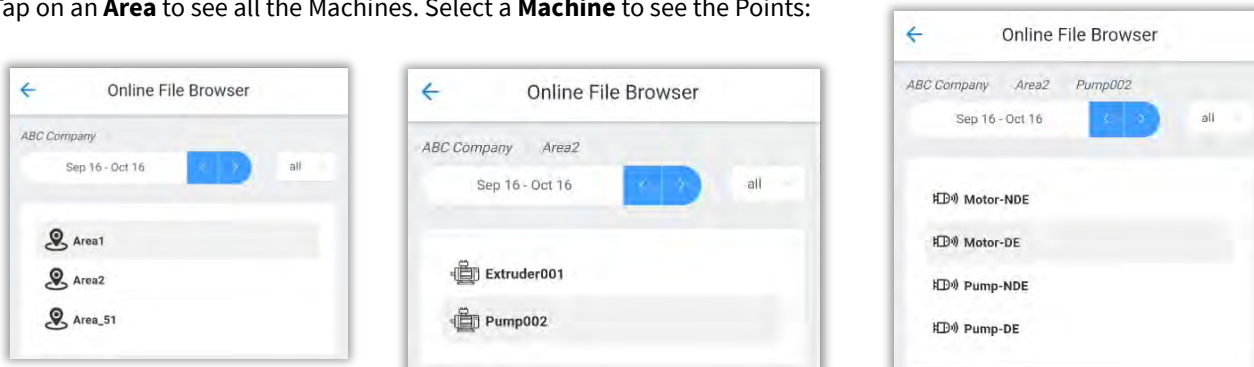 Tap on an Area to see all the Machines. Select a Machine to see the Points:
Online File Browser
ABC Company
Sep 16 - Oct 16
all
Area1
Area2
Area_51
Online File Browser
ABC Company Area2
Sep 16 - Oct 16
all
Extruder001
Pump002
Online File Browser
ABC Company Area2 Pump002
Sep 16 - Oct 16
all
Motor-NDE
Motor-DE
Pump-NDE
Pump-DE